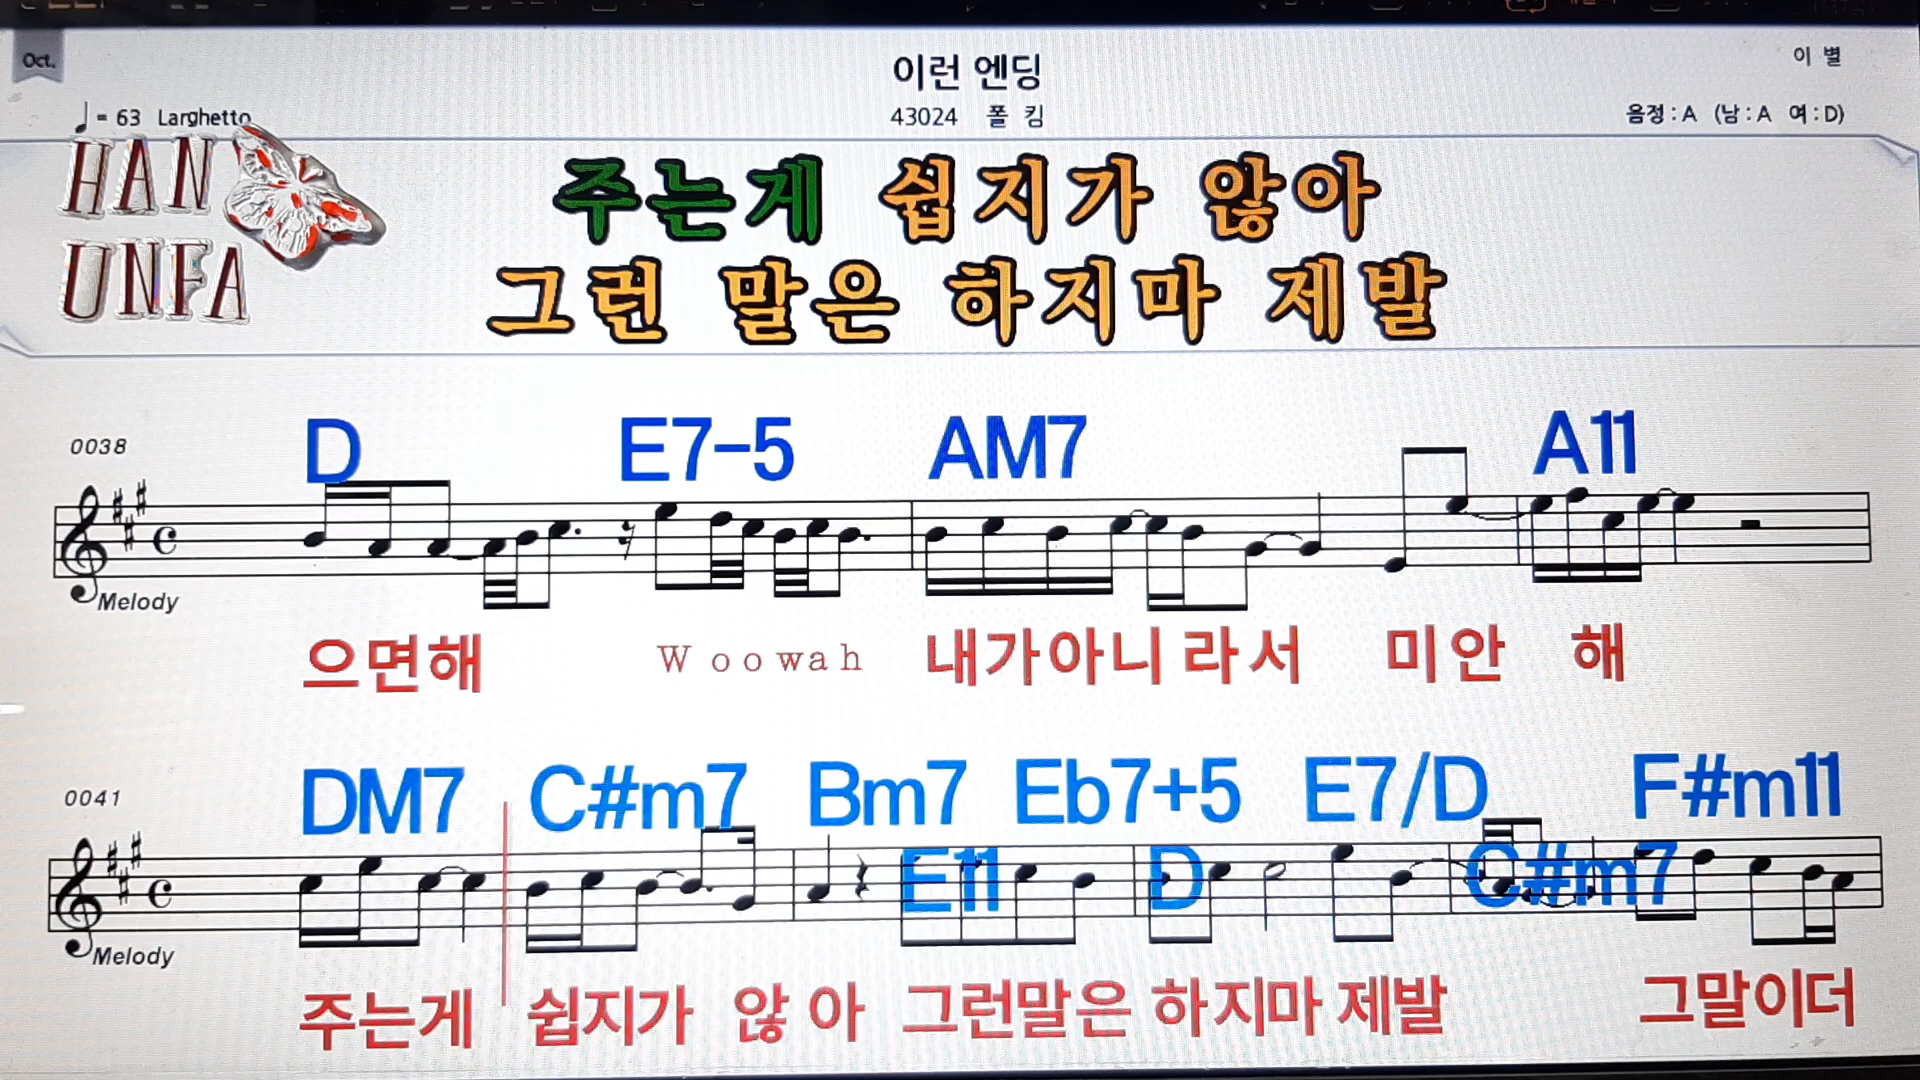 Oct.
이런 엔딩
이 별
♩= 63 Larghetto
43024 폴 킴
음정 : A (남 : A 여 : D)
HAN
UNFA
주는게 쉽지가 않아
그런 말은 하지마 제발
0038
D E7-5 AM7 A11
Melody
으면해 Woowah 내가아니라서 미안 해
0041
DM7 C#m7 Bm7 Eb7+5 E7/D F#m11
E11 D C#m7
Melody
주는게 쉽지가 않 아 그런말은 하지마 제발 그말이더